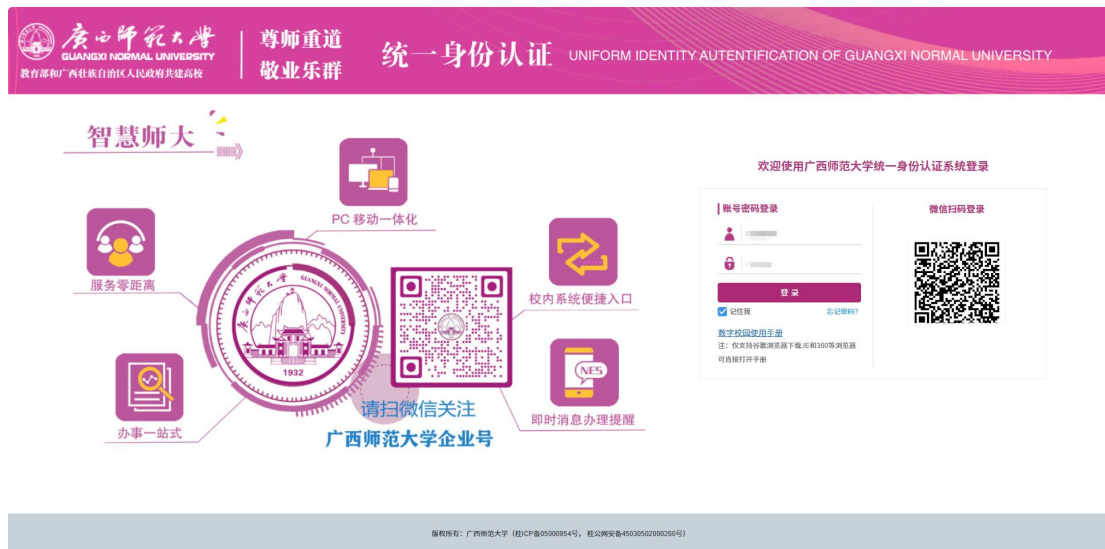 广西师范大学
GUANGXI NORMAL UNIVERSITY
教育部和广西壮族自治区人民政府共建高校
尊师重道
敬业乐群
统一身份认证
UNIFORM IDENTITY AUTENTIFICATION OF GUANGXI NORMAL UNIVERSITY
智慧师大
PC 移动一体化
服务零距离
校内系统便捷入口
广西师范大学
GUANGXI NORMAL UNIVERSITY
1932
NES
办事一站式
即时消息办理提醒
请扫微信关注
广西师范大学企业号
欢迎使用广西师范大学统一身份认证系统登录
账号密码登录
微信扫码登录
登 录
记住我
忘记密码?
数字校园使用手册
注：仅支持谷歌浏览器下载,IE和360等浏览器
可直接打开手册
版权所有：广西师范大学（桂ICP备05000954号，桂公网安备45030502000260号）